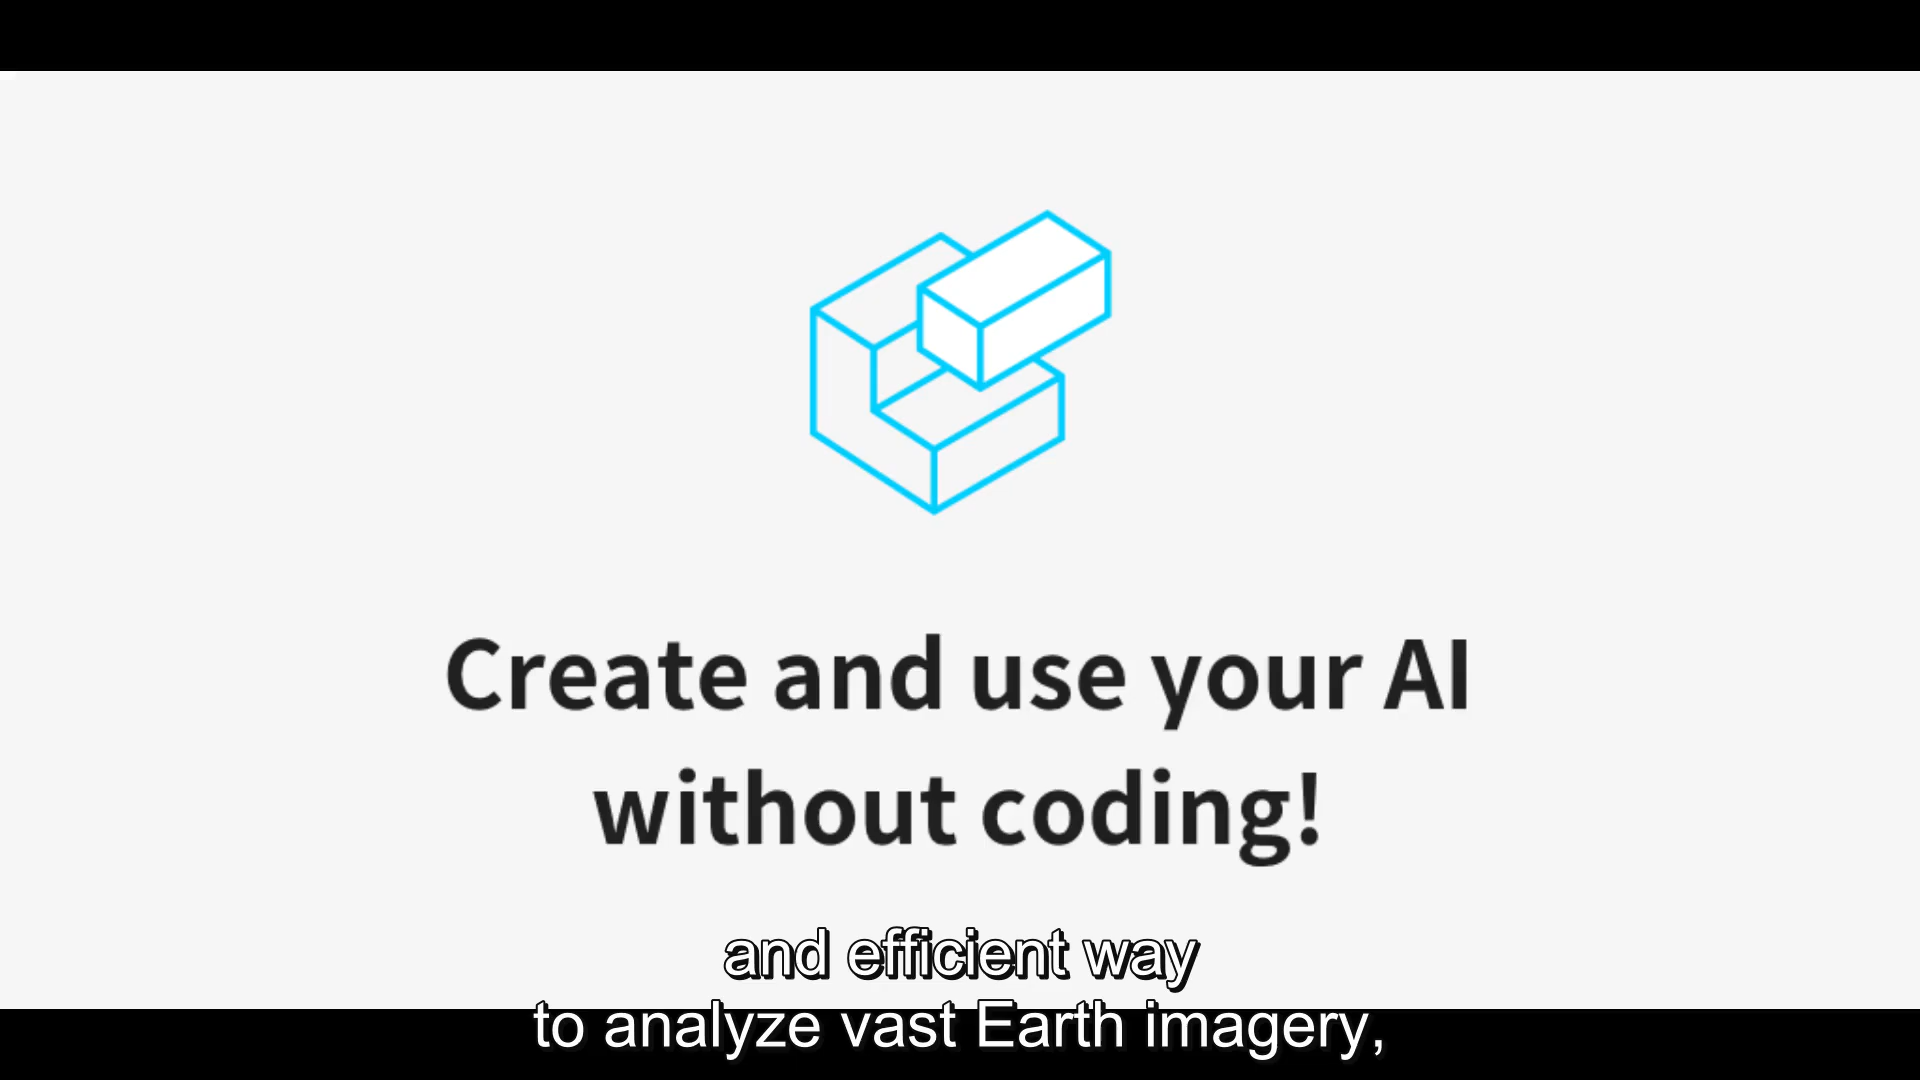 Create and use your AI
without coding!
and efficient way
to analyze vast Earth imagery,